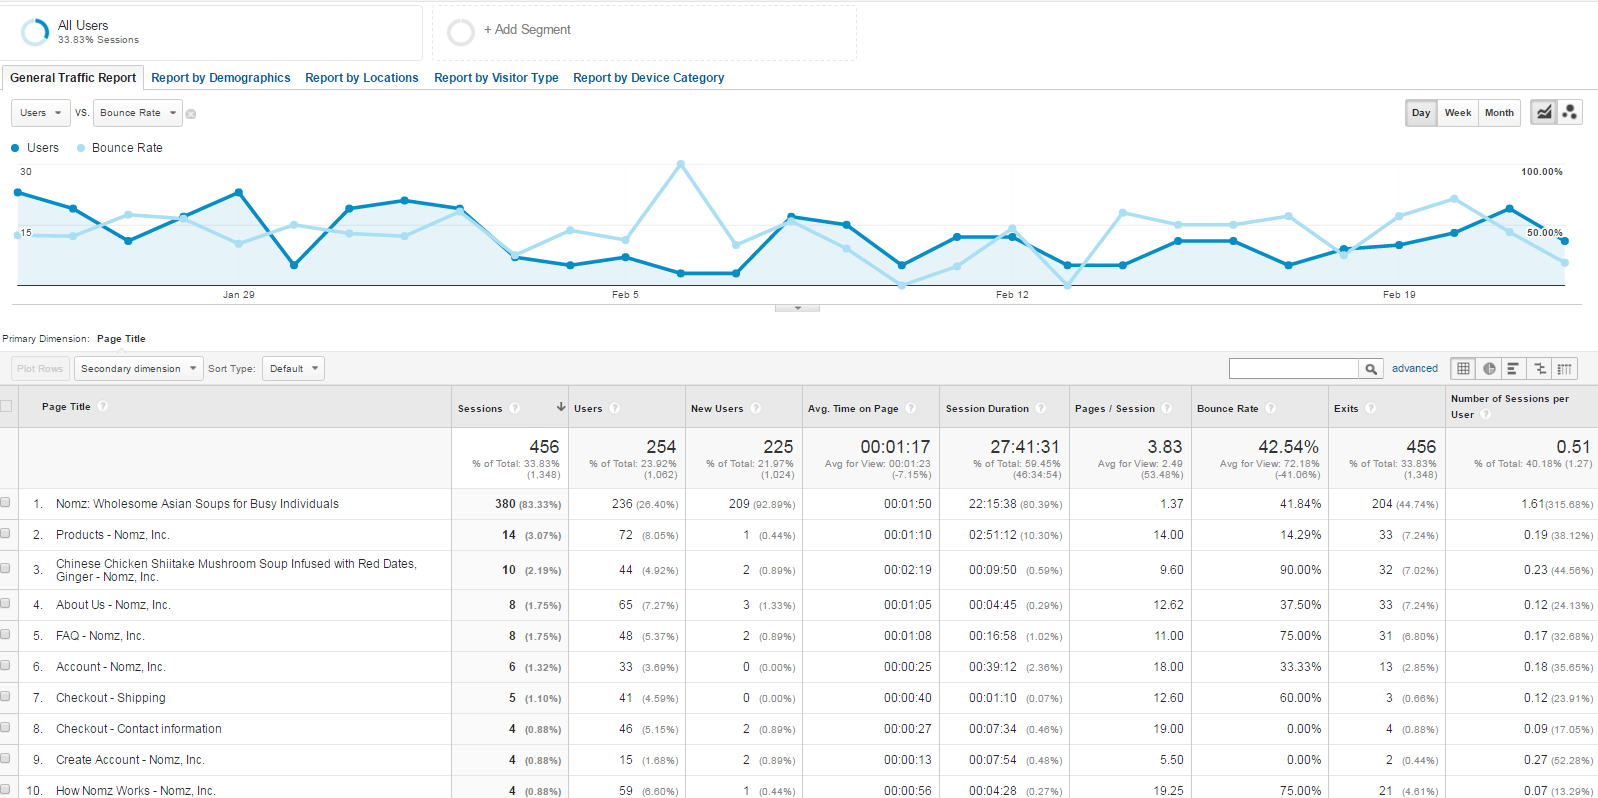 All Users
33.83% Sessions
+ Add Segment
General Traffic Report Report by Demographics Report by Locations Report by Visitor Type Report by Device Category
Users VS. Bounce Rate
Day Week Month
Users Bounce Rate
30 100.00%
15 50.00%
Jan 29 Feb 5 Feb 12 Feb 19
Primary Dimension: Page Title
Plot Rows Secondary dimension Sort Type: Default advanced
Page Title ? Sessions ? Users ? New Users ? Avg. Time on Page ? Session Duration ? Pages / Session ? Bounce Rate ? Exits ? Number of Sessions per
User ?
456 254 225 00:01:17 27:41:31 3.83 42.54% 456 0.51
% of Total: 33.83% % of Total: 23.92% % of Total: 21.97% Avg for View: 00:01:23 % of Total: 59.45% Avg for View: 2.49 Avg for View: 72.18% % of Total: 33.83% % of Total: 40.18% (1.27)
(1,348) (1,062) (1,024) (-7.15%) (46:34:54) (53.48%) (-41.06%) (1,348)
1. Nomz: Wholesome Asian Soups for Busy Individuals 380 (83.33%) 236 (26.40%) 209 (92.89%) 00:01:50 22:15:38 (80.39%) 1.37 41.84% 204 (44.74%) 1.61(315.68%)
2. Products - Nomz, Inc. 14 (3.07%) 72 (8.05%) 1 (0.44%) 00:01:10 02:51:12 (10.30%) 14.00 14.29% 33 (7.24%) 0.19 (38.12%)
3. Chinese Chicken Shiitake Mushroom Soup Infused with Red Dates,
Ginger - Nomz, Inc. 10 (2.19%) 44 (4.92%) 2 (0.89%) 00:02:19 00:09:50 (0.59%) 9.60 90.00% 32 (7.02%) 0.23 (44.56%)
4. About Us - Nomz, Inc. 8 (1.75%) 65 (7.27%) 3 (1.33%) 00:01:05 00:04:45 (0.29%) 12.62 37.50% 33 (7.24%) 0.12 (24.13%)
5. FAQ - Nomz, Inc. 8 (1.75%) 48 (5.37%) 2 (0.89%) 00:01:08 00:16:58 (1.02%) 11.00 75.00% 31 (6.80%) 0.17 (32.68%)
6. Account - Nomz, Inc. 6 (1.32%) 33 (3.69%) 0 (0.00%) 00:00:25 00:39:12 (2.36%) 18.00 33.33% 13 (2.85%) 0.18 (35.65%)
7. Checkout - Shipping 5 (1.10%) 41 (4.59%) 0 (0.00%) 00:00:40 00:01:10 (0.07%) 12.60 60.00% 3 (0.66%) 0.12 (23.91%)
8. Checkout - Contact information 4 (0.88%) 46 (5.15%) 2 (0.89%) 00:00:27 00:07:34 (0.46%) 19.00 0.00% 4 (0.88%) 0.09 (17.05%)
9. Create Account - Nomz, Inc. 4 (0.88%) 15 (1.68%) 2 (0.89%) 00:00:13 00:07:54 (0.48%) 5.50 0.00% 2 (0.44%) 0.27 (52.28%)
10. How Nomz Works - Nomz, Inc. 4 (0.88%) 59 (6.60%) 1 (0.44%) 00:00:56 00:04:28 (0.27%) 19.25 75.00% 21 (4.61%) 0.07 (13.29%)